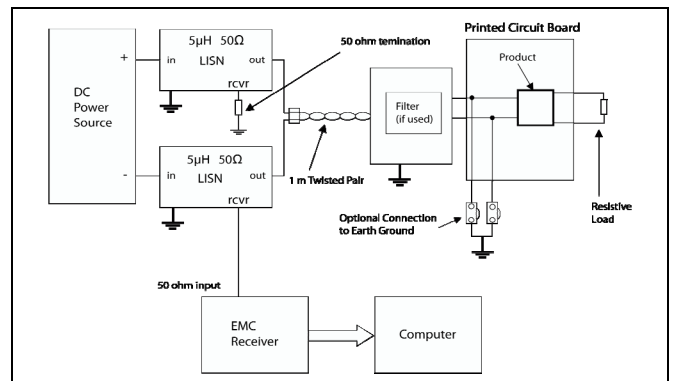 Printed Circuit Board
50 ohm temination
5μH 50Ω
LISN
in
out
rcvr
+
DC
Power
Source
-
Product
Filter
(if used)
1 m Twisted Pair
5μH 50Ω
LISN
in
out
rcvr
Optional Connection
to Earth Ground
Resistive
Load
50 ohm input
EMC
Receiver
Computer